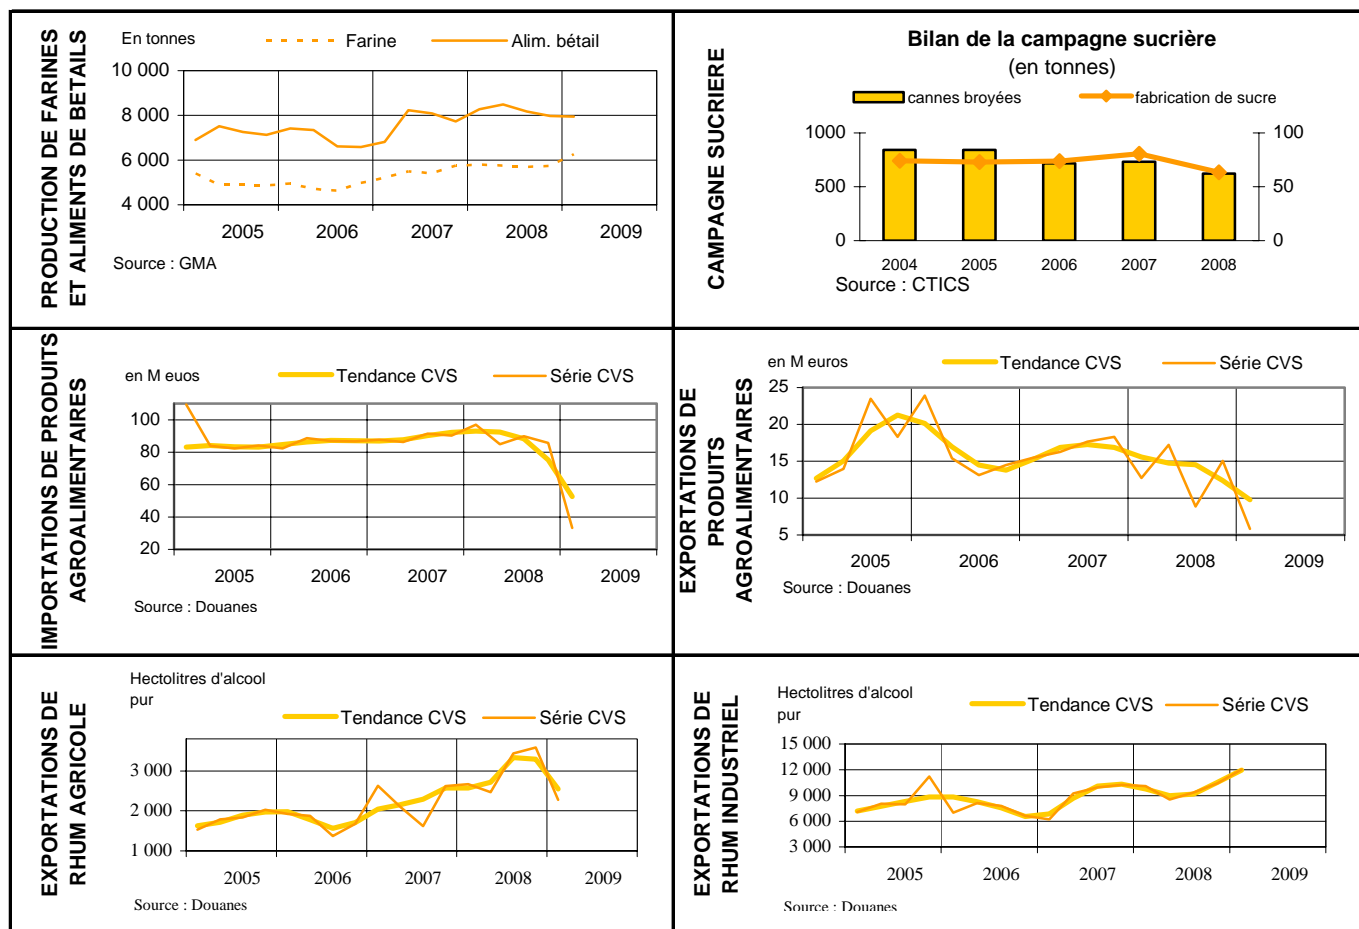 PRODUCTION DE FARINES
ET ALIMENTS DE BETAILS
En tonnes
Farine
Alim. bétail
10 000
8 000
6 000
4 000
2005
2006
2007
2008
2009
Source : GMA
CAMPAGNE SUCRIERE
Bilan de la campagne sucrière
(en tonnes)
cannes broyées
fabrication de sucre
1000
500
0
100
50
0
2004
2005
2006
2007
2008
Source : CTICS
IMPORTATIONS DE PRODUITS
AGROALIMENTAIRES
en M euos
Tendance CVS
Série CVS
100
80
60
40
20
2005
2006
2007
2008
2009
Source : Douanes
EXPORTATIONS DE
PRODUITS
AGROALIMENTAIRES
en M euros
Tendance CVS
Série CVS
25
20
15
10
5
2005
2006
2007
2008
2009
Source : Douanes
EXPORTATIONS DE
RHUM AGRICOLE
Hectolitres d'alcool
pur
Tendance CVS
Série CVS
3 000
2 000
1 000
2005
2006
2007
2008
2009
Source : Douanes
EXPORTATIONS DE
RHUM INDUSTRIEL
Hectolitres d'alcool
pur
Tendance CVS
Série CVS
15 000
12 000
9 000
6 000
3 000
2005
2006
2007
2008
2009
Source : Douanes